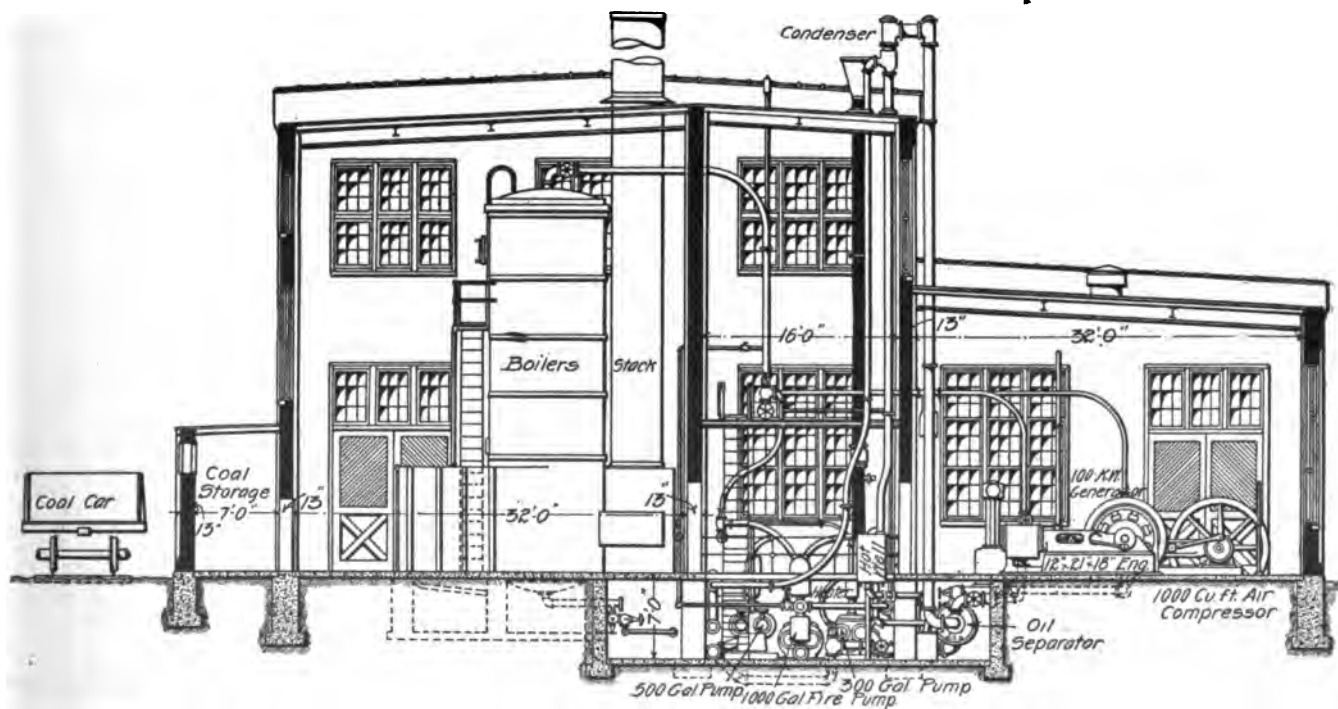 Condenser
16'0"
13"
32'0"
Boilers
Stack
Coal
Storage
7'0"
13"
13"
Coal Car
32'0"
13"
100 K.W.
Generator
Hot
Well
Heater
12"-21"-18" Eng.
1000 Cu.ft. Air
Compressor
7'0"
Oil
Separator
500 Gal. Pump
1000 Gal Fire Pump
300 Gal. Pump